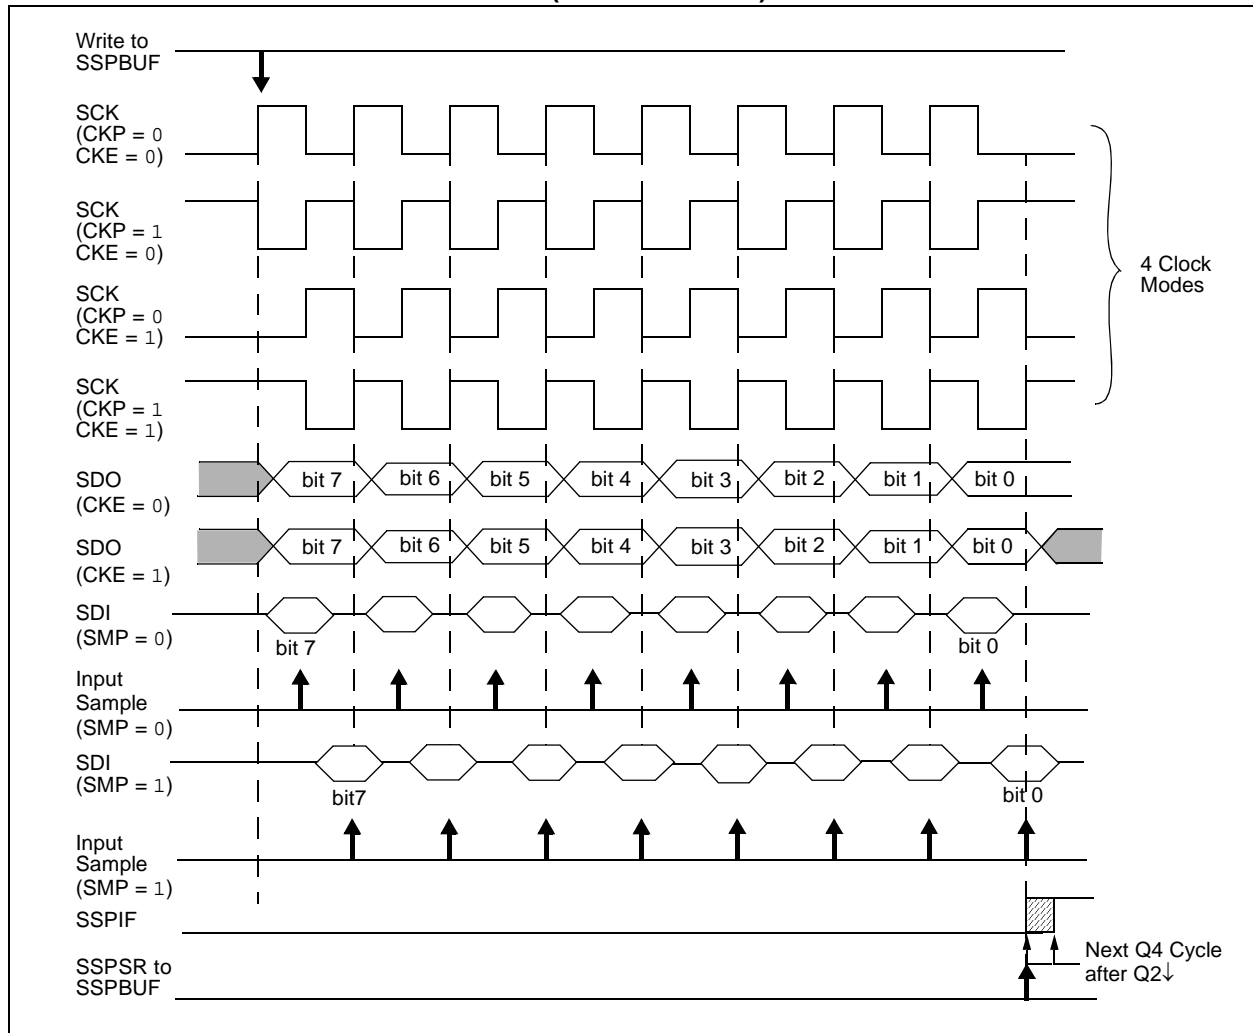 Write to
SSPBUF
SCK
(CKP = 0
CKE = 0)
SCK
(CKP = 1
CKE = 0)
4 Clock
Modes
SCK
(CKP = 0
CKE = 1)
SCK
(CKP = 1
CKE = 1)
SDO
(CKE = 0)
bit 7 bit 6 bit 5 bit 4 bit 3 bit 2 bit 1 bit 0
SDO
(CKE = 1)
bit 7 bit 6 bit 5 bit 4 bit 3 bit 2 bit 1 bit 0
SDI
(SMP = 0)
bit 7 bit 0
Input
Sample
(SMP = 0)
SDI
(SMP = 1)
bit7 bit 0
Input
Sample
(SMP = 1)
SSPIF
Next Q4 Cycle
after Q2↓
SSPSR to
SSPBUF